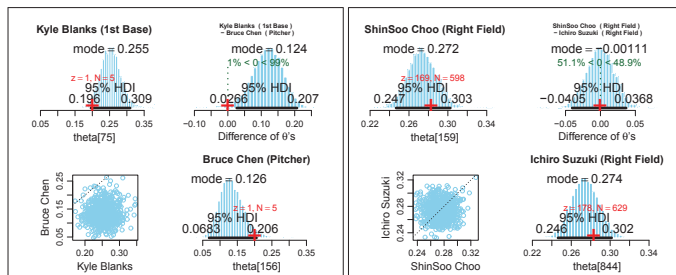 Kyle Blanks (1st Base)
mode = 0.255
z = 1, N = 5
95% HDI
0.196 0.309
0.05 0.15 0.25 0.35
theta[75]
Kyle Blanks ( 1st Base )
− Bruce Chen ( Pitcher )
mode = 0.124
1% < 0 < 99%
95% HDI
0.0266 0.207
−0.10 0.00 0.10 0.20
Difference of θ's
Bruce Chen
0.05 0.15 0.25
0.20 0.30
Kyle Blanks
Bruce Chen (Pitcher)
mode = 0.126
z = 1, N = 5
95% HDI
0.0683 0.206
0.05 0.15 0.25 0.35
theta[156]
ShinSoo Choo (Right Field)
mode = 0.272
z = 169, N = 598
95% HDI
0.247 0.303
0.22 0.26 0.30 0.34
theta[159]
ShinSoo Choo ( Right Field )
− Ichiro Suzuki ( Right Field )
mode = −0.00111
51.1% < 0 < 48.9%
95% HDI
−0.0405 0.0368
−0.05 0.00 0.05
Difference of θ's
Ichiro Suzuki
0.24 0.28 0.32
0.24 0.28 0.32
ShinSoo Choo
Ichiro Suzuki (Right Field)
mode = 0.274
z = 178, N = 629
95% HDI
0.246 0.302
0.22 0.26 0.30 0.34
theta[844]